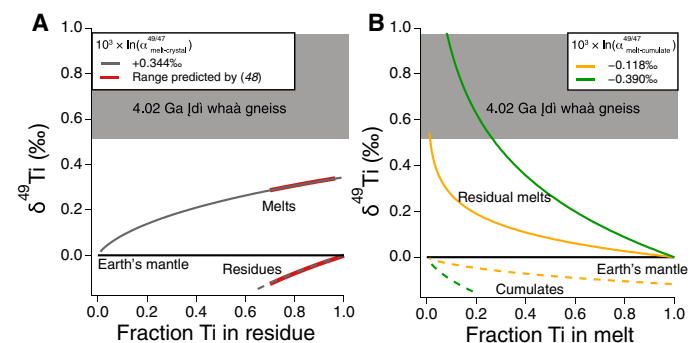 A
10³ × ln(α 49/47 melt-crystal)
+0.344‰
Range predicted by (48)
4.02 Ga Įdì whaà gneiss
Melts
Earth's mantle
Residues
δ⁴⁹Ti (‰)
1.0
0.8
0.6
0.4
0.2
0.0
0.0 0.2 0.4 0.6 0.8 1.0
Fraction Ti in residue
B
10³ × ln(α 49/47 melt-cumulate)
−0.118‰
−0.390‰
4.02 Ga Įdì whaà gneiss
Residual melts
Earth's mantle
Cumulates
δ⁴⁹Ti (‰)
1.0
0.8
0.6
0.4
0.2
0.0
0.0 0.2 0.4 0.6 0.8 1.0
Fraction Ti in melt